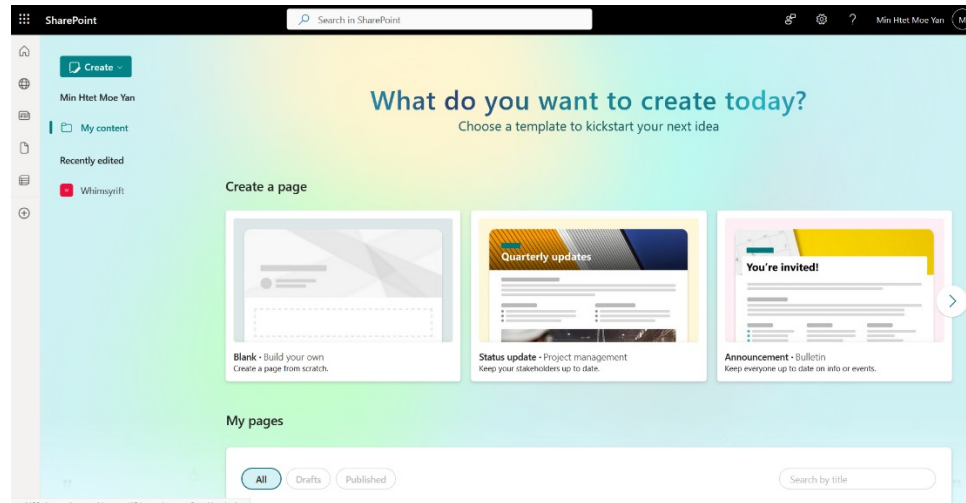 SharePoint
Search in SharePoint
?
Min Htet Moe Yan
M
Create
Min Htet Moe Yan
My content
Recently edited
Whimsyrift
What do you want to create today?
Choose a template to kickstart your next idea
Create a page
Quarterly updates
You're invited!
Blank • Build your own
Create a page from scratch.
Status update • Project management
Keep your stakeholders up to date.
Announcement • Bulletin
Keep everyone up to date on info or events.
My pages
All
Drafts
Published
Search by title